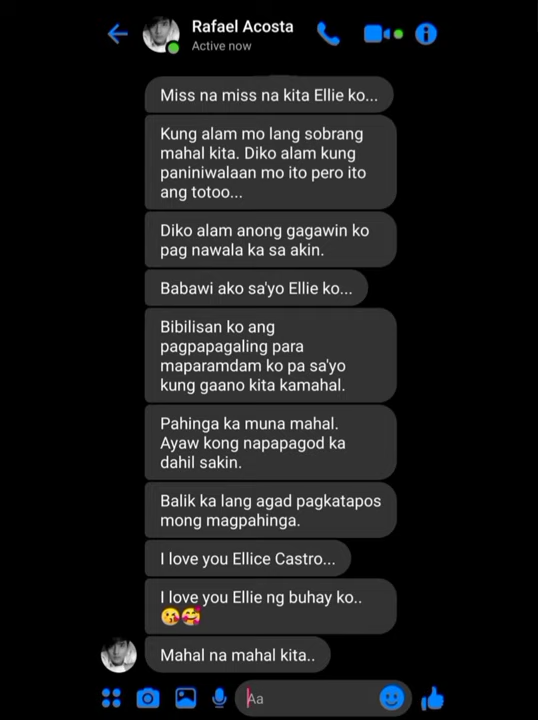 Rafael Acosta
Active now
Miss na miss na kita Ellie ko...
Kung alam mo lang sobrang
mahal kita. Diko alam kung
paniniwalaan mo ito pero ito
ang totoo...
Diko alam anong gagawin ko
pag nawala ka sa akin.
Babawi ako sa'yo Ellie ko...
Bibilisan ko ang
pagpapagaling para
maparamdam ko pa sa'yo
kung gaano kita kamahal.
Pahinga ka muna mahal.
Ayaw kong napapagod ka
dahil sakin.
Balik ka lang agad pagkatapos
mong magpahinga.
I love you Ellice Castro...
I love you Ellie ng buhay ko..
😘🥰
Mahal na mahal kita..
Aa